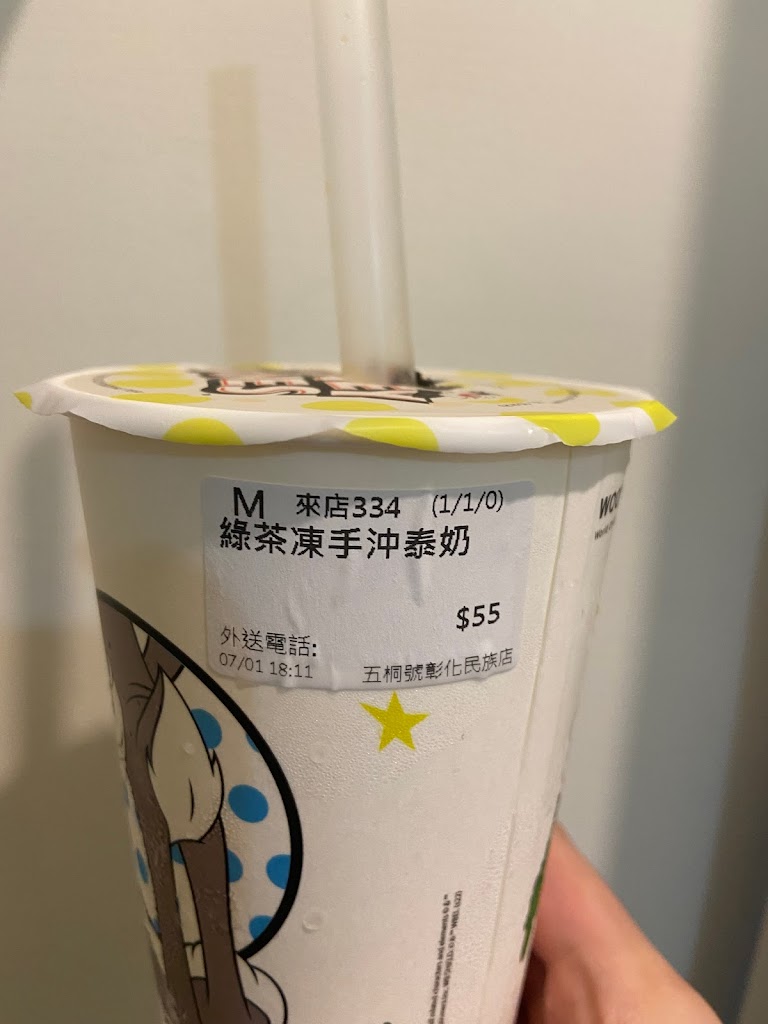 M 來店334 (1/1/0)
綠茶凍手沖泰奶
$55
外送電話:
07/01 18:11 五桐號彰化民族店